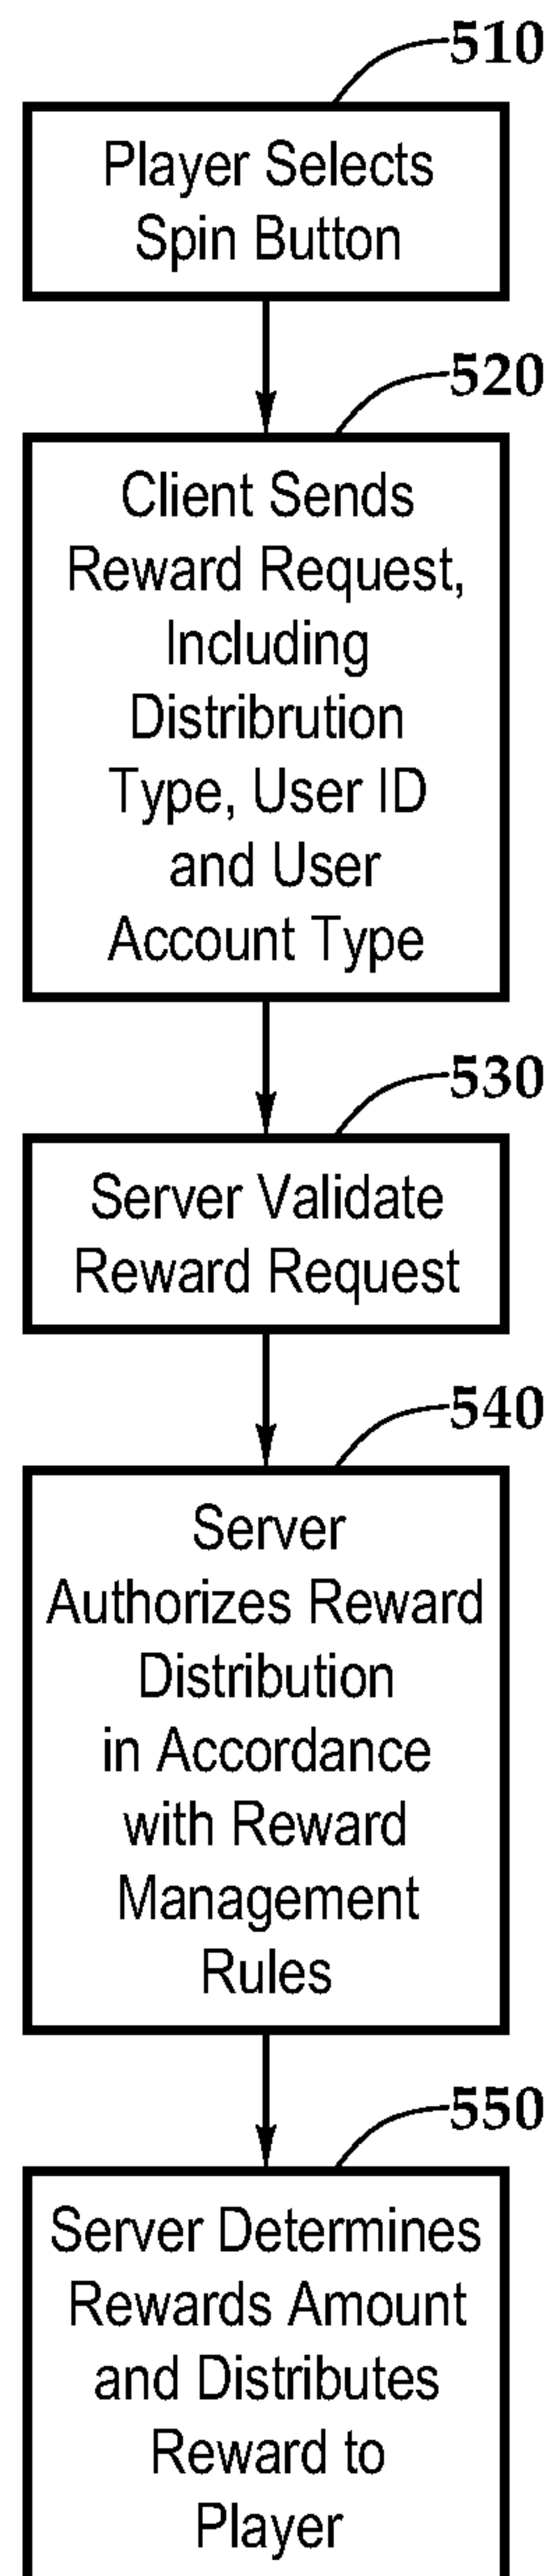 510
Player Selects
Spin Button
520
Client Sends
Reward Request,
Including
Distribrution
Type, User ID
and User
Account Type
530
Server Validate
Reward Request
540
Server
Authorizes Reward
Distribution
in Accordance
with Reward
Management
Rules
550
Server Determines
Rewards Amount
and Distributes
Reward to
Player